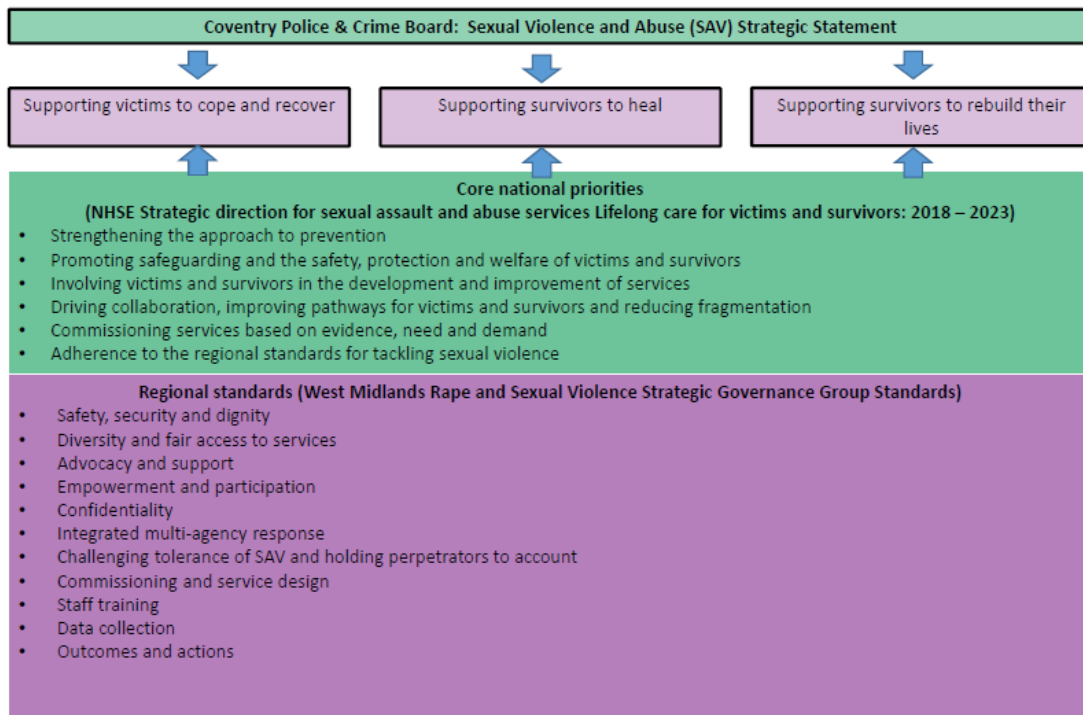 Coventry Police & Crime Board: Sexual Violence and Abuse (SAV) Strategic Statement
Supporting victims to cope and recover
Supporting survivors to heal
Supporting survivors to rebuild their
lives
Core national priorities
(NHSE Strategic direction for sexual assault and abuse services Lifelong care for victims and survivors: 2018 – 2023)
• Strengthening the approach to prevention
• Promoting safeguarding and the safety, protection and welfare of victims and survivors
• Involving victims and survivors in the development and improvement of services
• Driving collaboration, improving pathways for victims and survivors and reducing fragmentation
• Commissioning services based on evidence, need and demand
• Adherence to the regional standards for tackling sexual violence
Regional standards (West Midlands Rape and Sexual Violence Strategic Governance Group Standards)
• Safety, security and dignity
• Diversity and fair access to services
• Advocacy and support
• Empowerment and participation
• Confidentiality
• Integrated multi-agency response
• Challenging tolerance of SAV and holding perpetrators to account
• Commissioning and service design
• Staff training
• Data collection
• Outcomes and actions